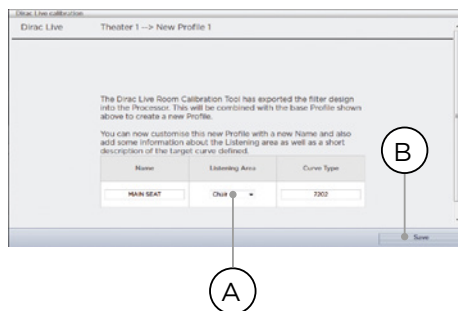 Dirac Live calibration
Dirac Live Theater 1 --> New Profile 1
The Dirac Live Room Calibration Tool has exported the filter design
into the Processor. This will be combined with the base Profile shown
above to create a new Profile.
You can now customise this new Profile with a new Name and also
add some information about the Listening area as well as a short
description of the target curve defined.
Name Listening Area Curve Type
MAIN SEAT Chair 7202
B
Save
A